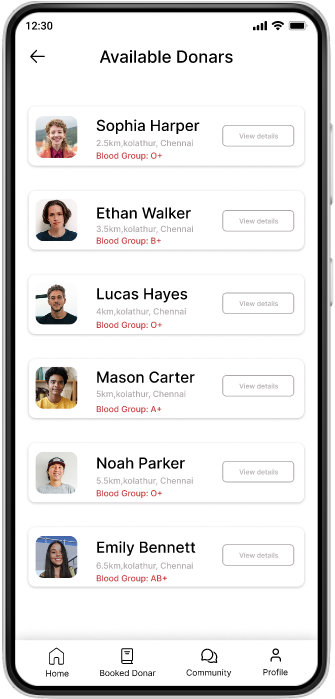 12:30
Available Donars
Sophia Harper
2.5km,kolathur, Chennai
Blood Group: O+
View details
Ethan Walker
3.5km,kolathur, Chennai
Blood Group: B+
View details
Lucas Hayes
4km,kolathur, Chennai
Blood Group: O+
View details
Mason Carter
5km,kolathur, Chennai
Blood Group: A+
View details
Noah Parker
5.5km,kolathur, Chennai
Blood Group: O+
View details
Emily Bennett
6.5km,kolathur, Chennai
Blood Group: AB+
View details
Home
Booked Donar
Community
Profile